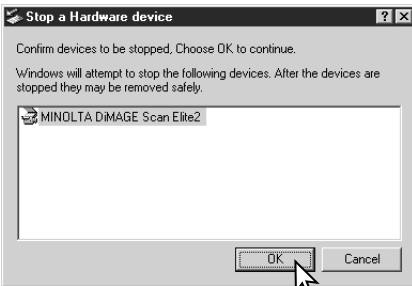 Stop a Hardware device
Confirm devices to be stopped, Choose OK to continue.
Windows will attempt to stop the following devices. After the devices are
stopped they may be removed safely.
MINOLTA DiMAGE Scan Elite2
OK
Cancel